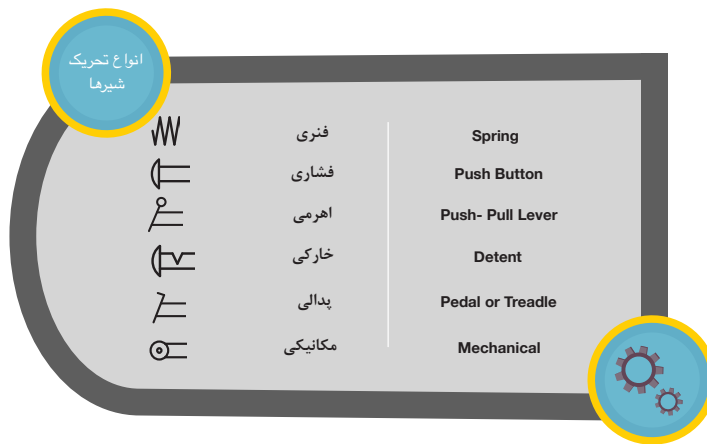 انواع تحریک
شیرها
فنری Spring
فشاری Push Button
اهرمی Push- Pull Lever
خارکی Detent
پدالی Pedal or Treadle
مکانیکی Mechanical